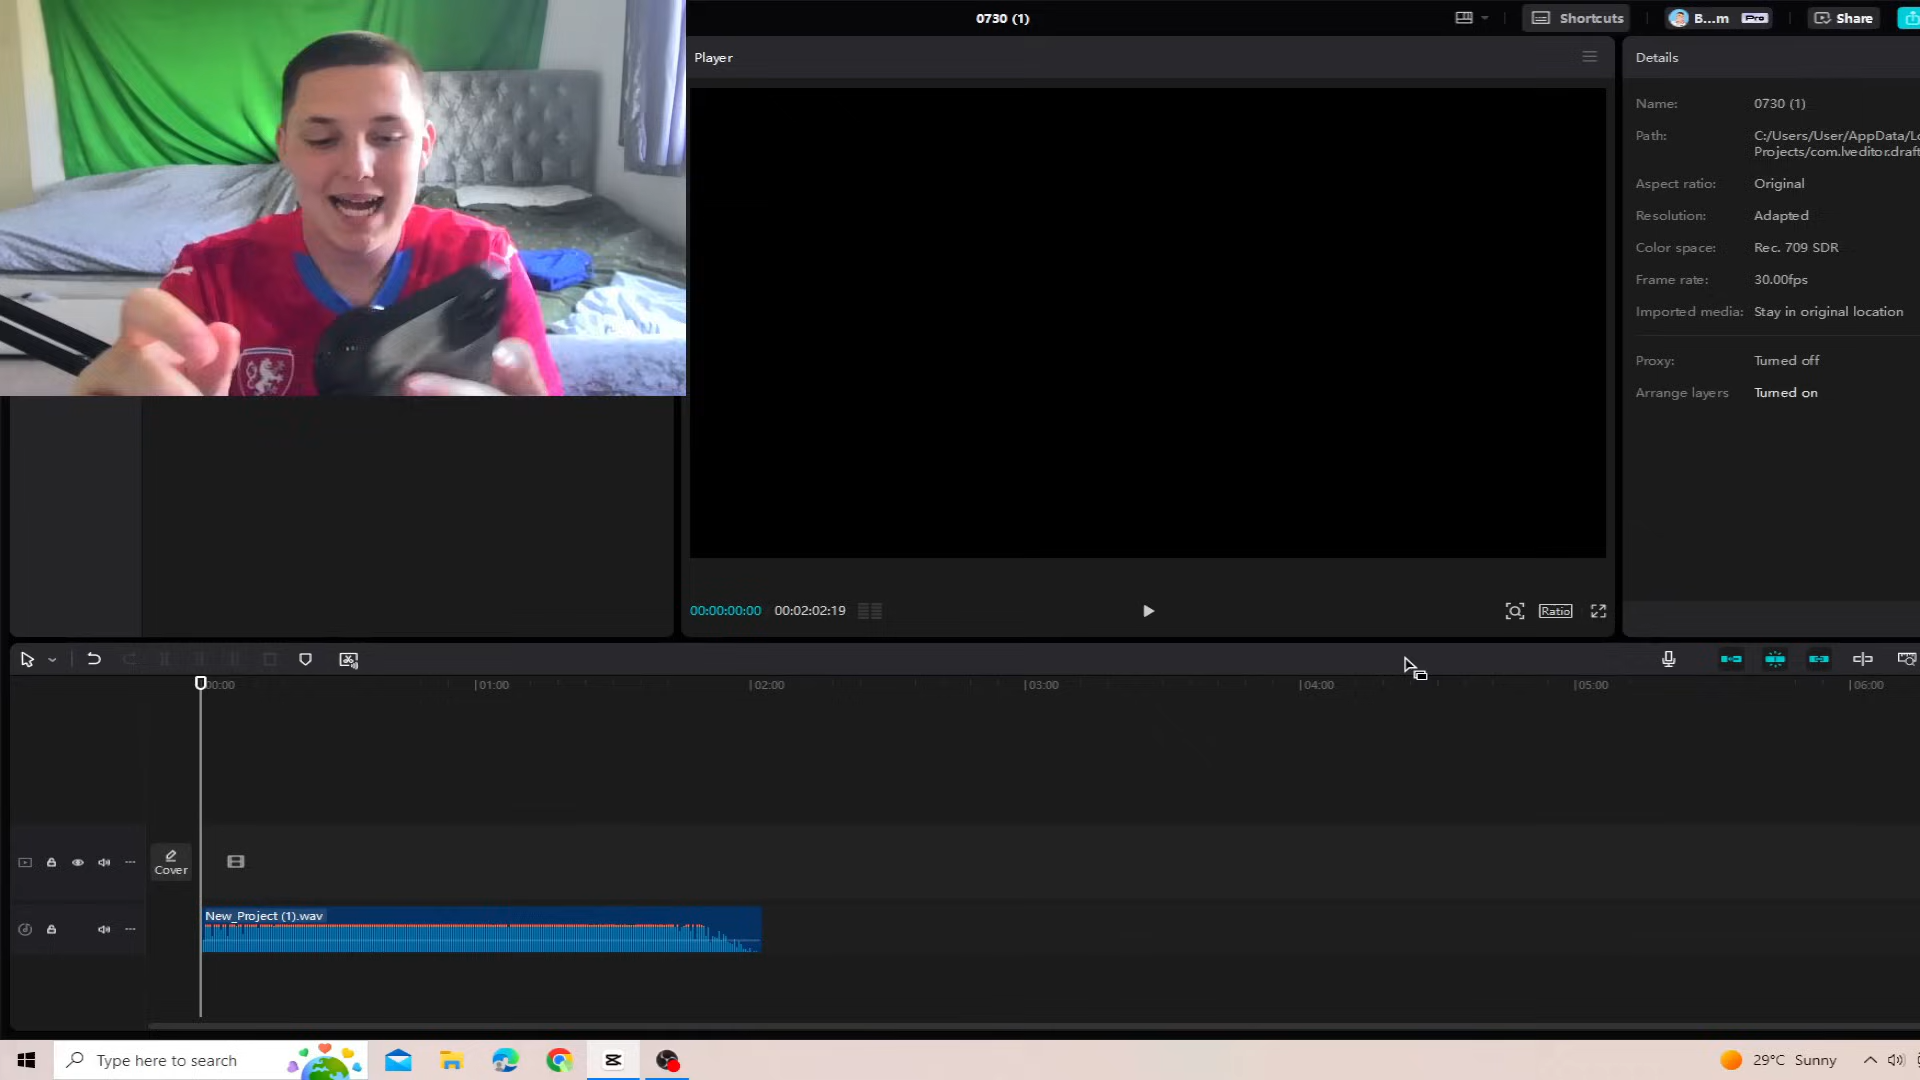 0730 (1)
Shortcuts
B...m
Pro
Share
Player
Details
Name:
0730 (1)
Path:
C:/Users/User/AppData/Lo
Projects/com.lveditor.draft
Aspect ratio:
Original
Resolution:
Adapted
Color space:
Rec. 709 SDR
Frame rate:
30.00fps
Imported media:
Stay in original location
Proxy:
Turned off
Arrange layers
Turned on
00:00:00:00
00:02:02:19
Ratio
00:00
01:00
02:00
03:00
04:00
05:00
06:00
Cover
New_Project (1).wav
Type here to search
29°C Sunny